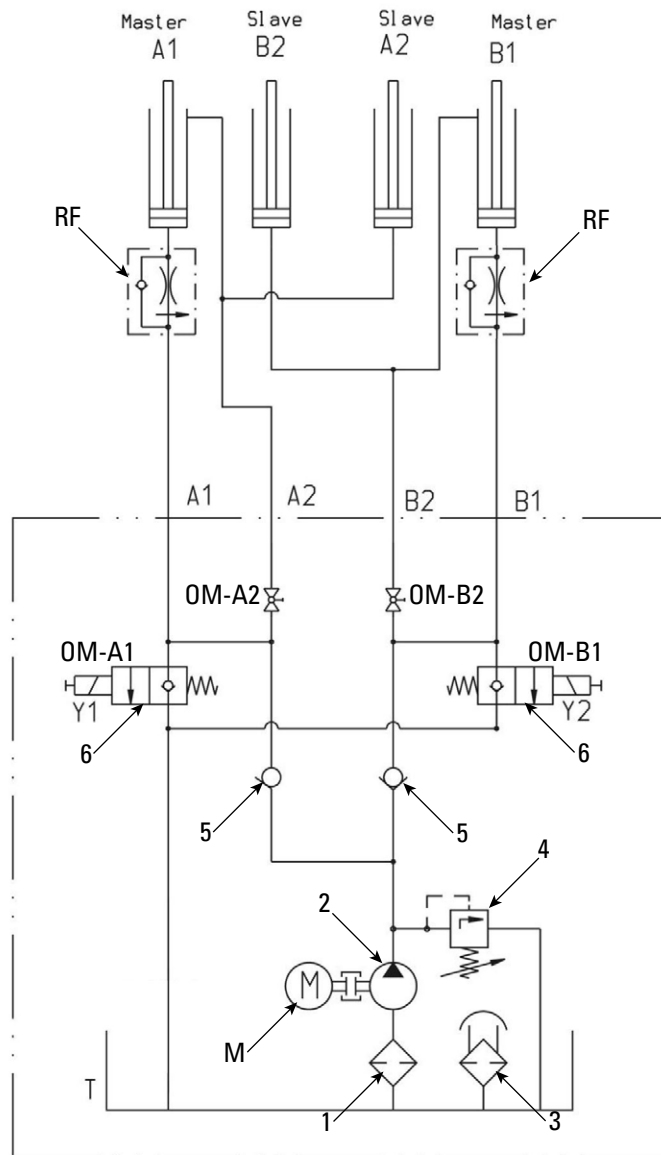 Master Slave Slave Master
A1 B2 A2 B1
RF RF
A1 A2 B2 B1
OM-A2 OM-B2
OM-A1 OM-B1
Y1 Y2
6 6
5 5
4
2
M
M
T
1 3